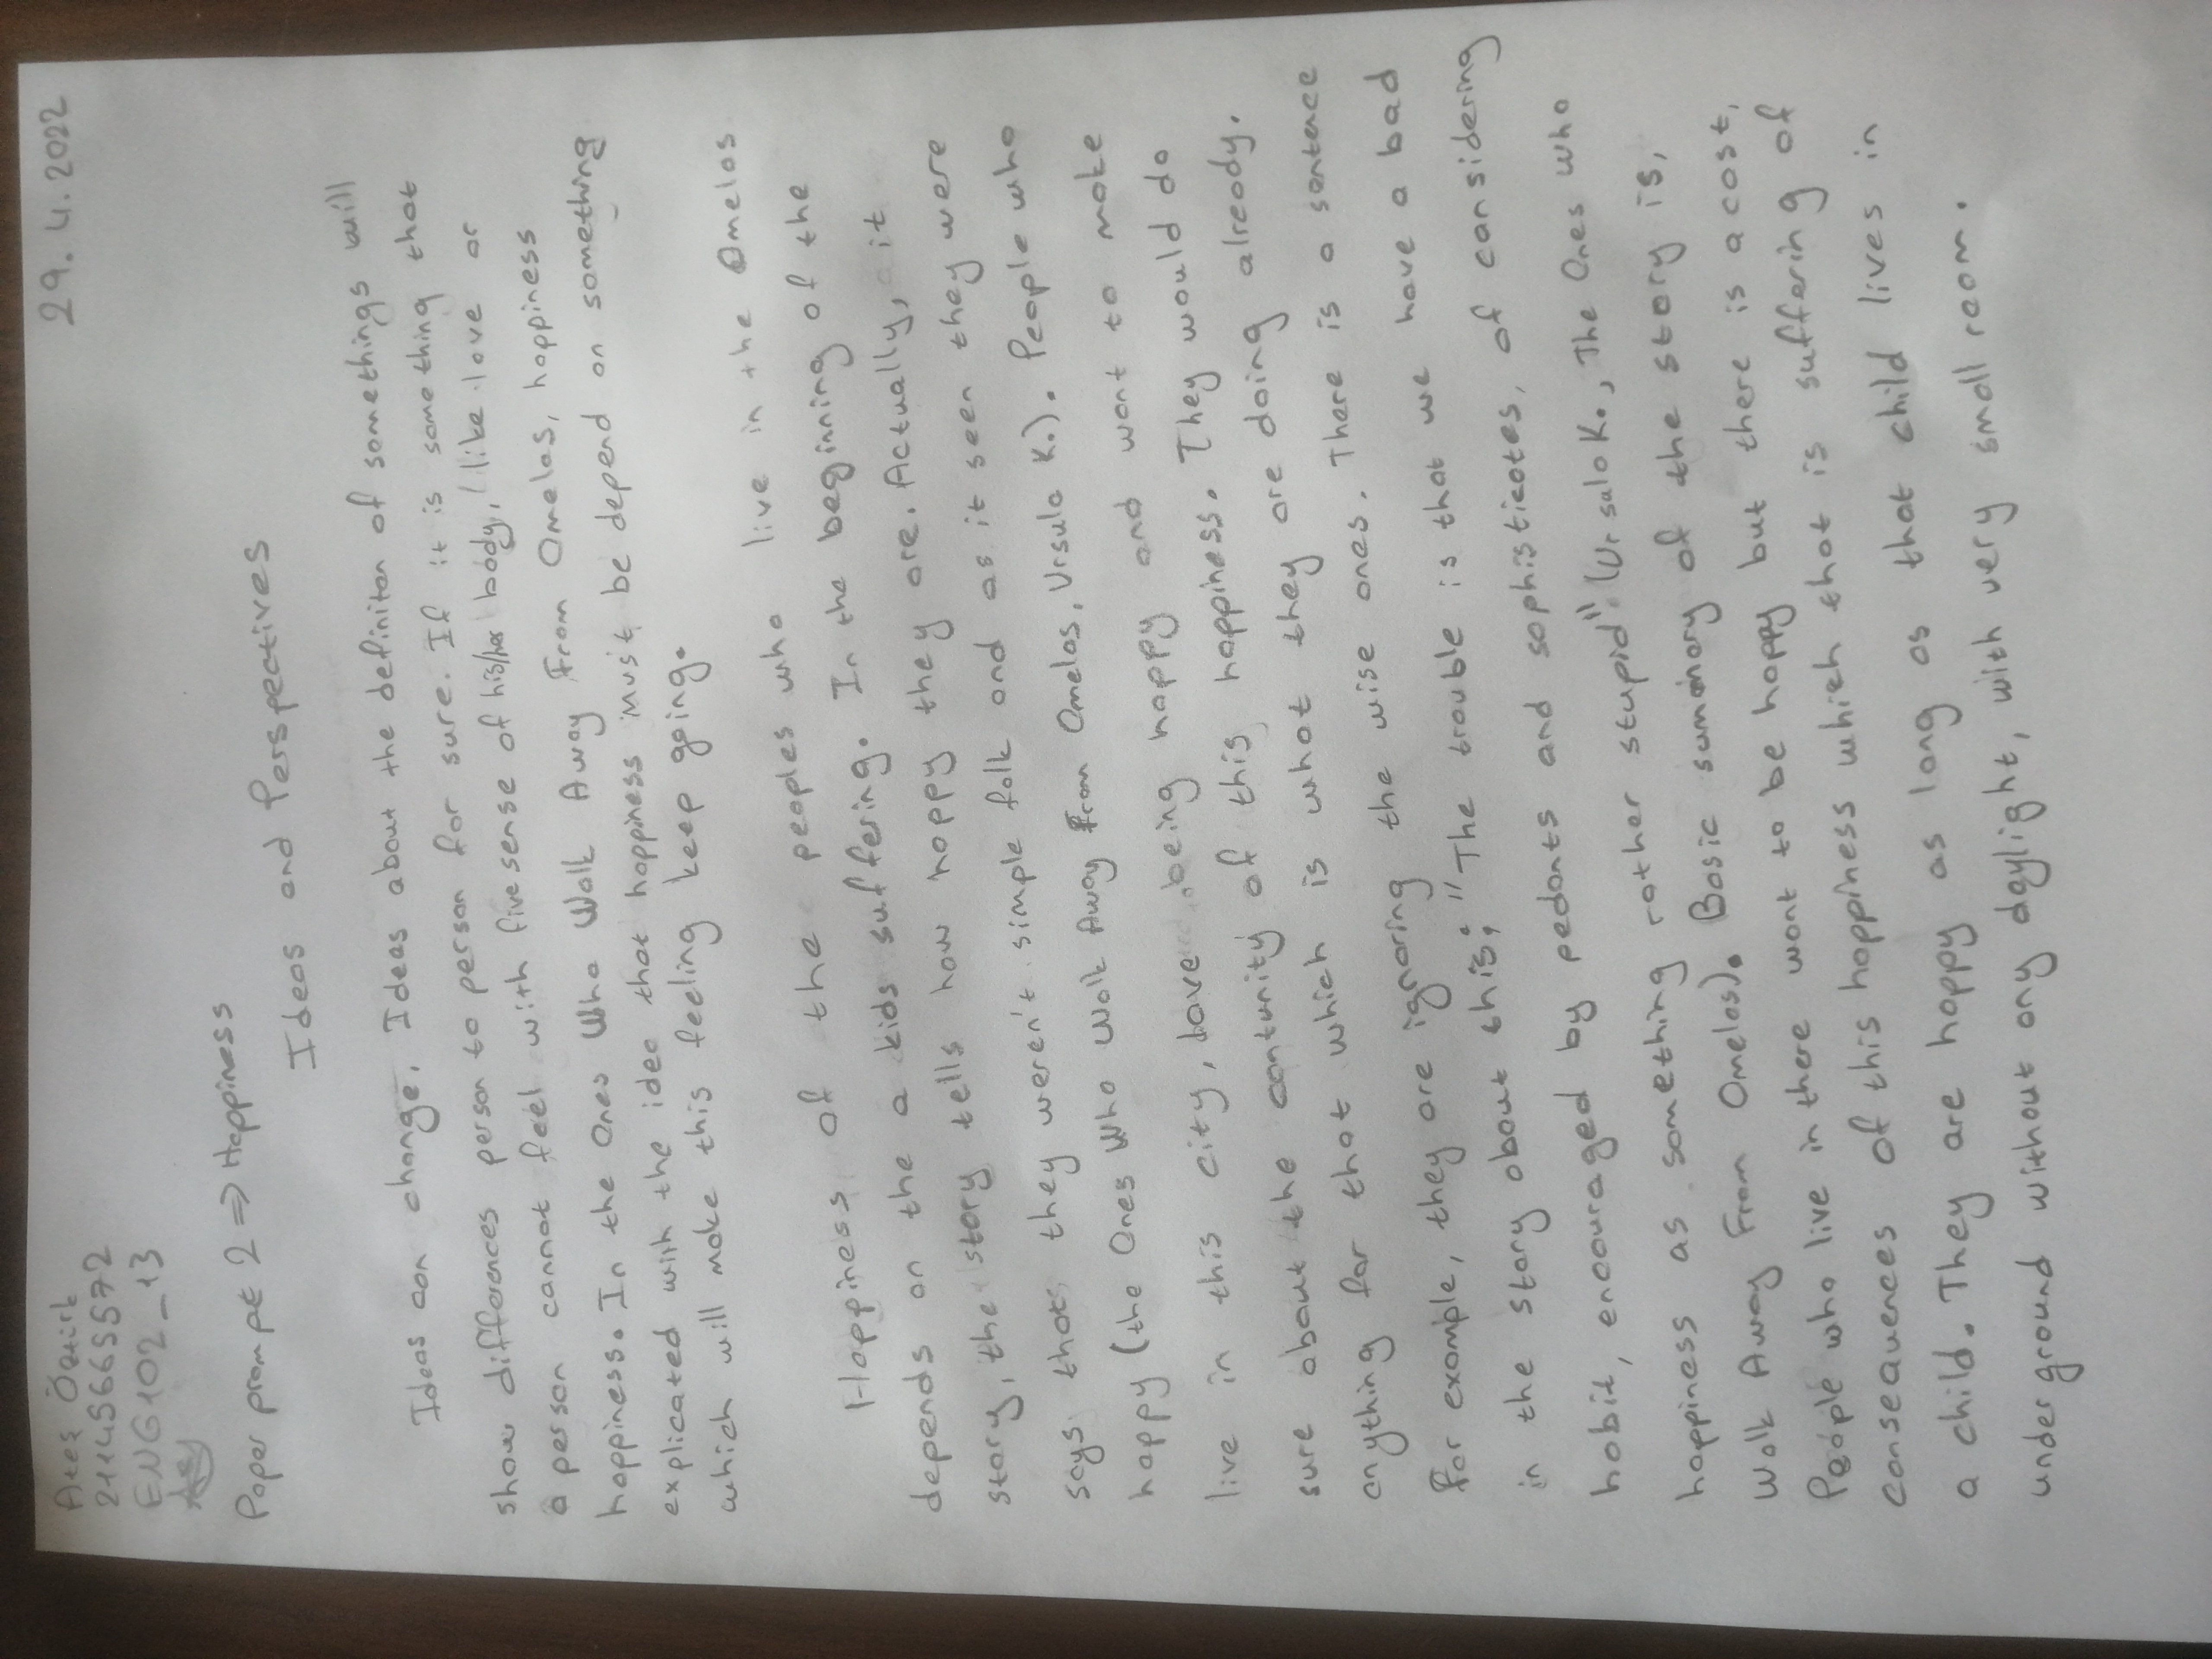 Ateş Öztürk
29.4.2022
21145665572
ENG102_13
Paper prompt 2 ⇒ Happiness
Ideas and Perspectives
Ideas can change. Ideas about the definiton of somethings will
show differences person to person for sure. If it is something that
a person cannot feel with five sense of his/her body, like love or
happiness. In the Ones Who Walk Away From Omelas, happiness
explicated with the idea that happiness must be depend on something
which will make this feeling keep going.
Happiness of the peoples who live in the Omelas
depends on the a kids suffering. In the beginning of the
story, the story tells how happy they are. Actually, it
says that, they weren't simple folk and as it seen they were
happy (the Ones Who Walk Away From Omelas, Ursula K.). People who
live in this city, love being happy and want to make
sure about the contunity of this happiness. They would do
anything for that which is what they are doing already.
For example, they are ignoring the wise ones. There is a sentence
in the story about this; "The trouble is that we have a bad
habit, encouraged by pedants and sophisticates, of considering
happiness as something rather stupid" (Ursula K., The Ones who
Walk Away From Omelas). Basic summary of the story is,
People who live in there want to be happy but there is a cost,
consequences of this happiness which that is suffering of
a child. They are happy as long as that child lives in
under ground without any daylight, with very small room.